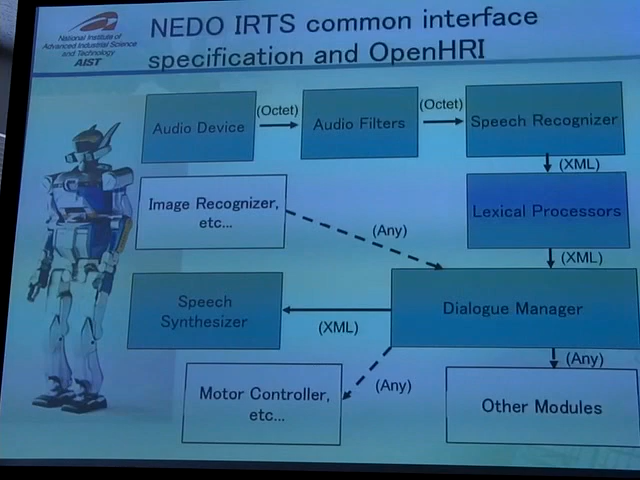 National Institute of
Advanced Industrial Science
and Technology
AIST
NEDO IRTS common interface
specification and OpenHRI
Audio Device
(Octet)
Audio Filters
(Octet)
Speech Recognizer
(XML)
Image Recognizer,
etc...
(Any)
Lexical Processors
(XML)
Speech
Synthesizer
(XML)
Dialogue Manager
Motor Controller,
etc...
(Any)
(Any)
Other Modules